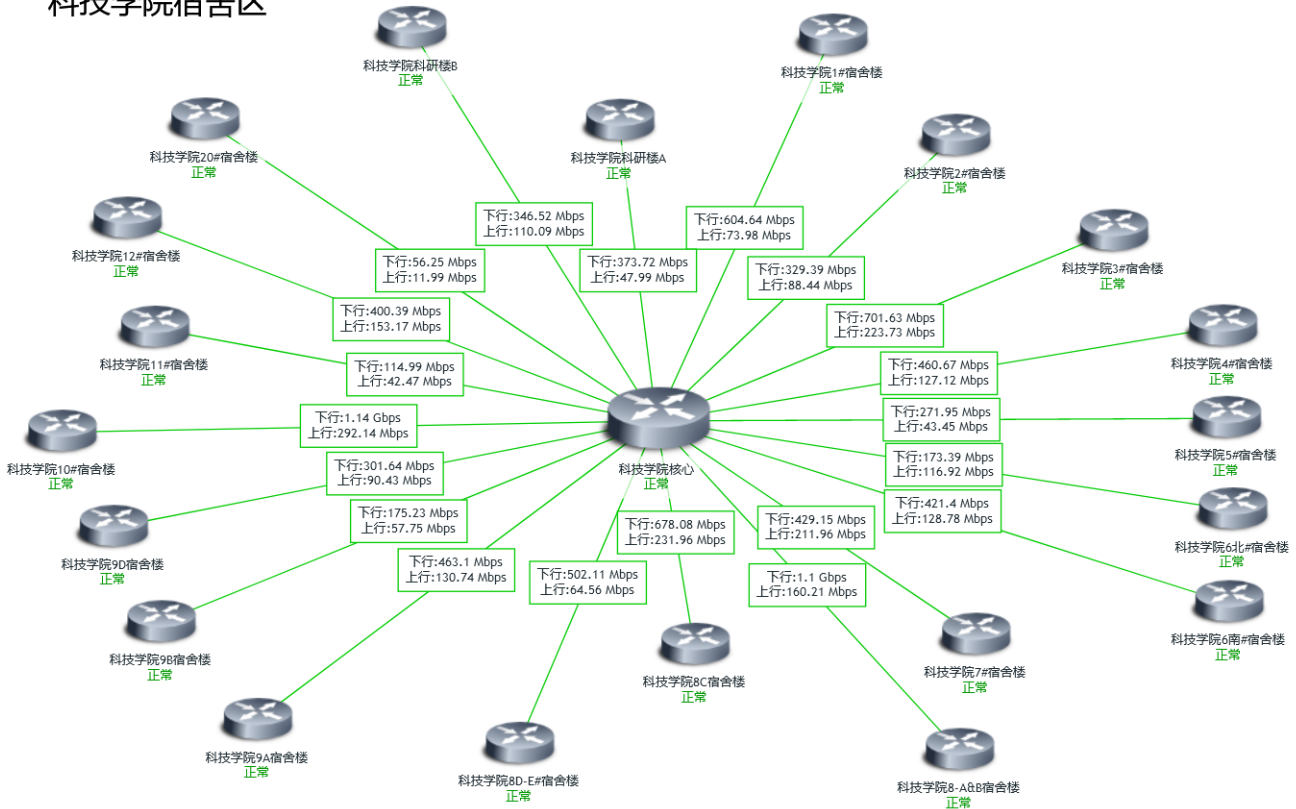 科技学院宿舍区
科技学院科研楼B
正常
科技学院1#宿舍楼
正常
科技学院20#宿舍楼
正常
科技学院科研楼A
正常
科技学院2#宿舍楼
正常
科技学院12#宿舍楼
正常
科技学院3#宿舍楼
正常
下行:346.52 Mbps
上行:110.09 Mbps
下行:604.64 Mbps
上行:73.98 Mbps
下行:56.25 Mbps
上行:11.99 Mbps
下行:373.72 Mbps
上行:47.99 Mbps
下行:329.39 Mbps
上行:88.44 Mbps
下行:400.39 Mbps
上行:153.17 Mbps
下行:701.63 Mbps
上行:223.73 Mbps
科技学院11#宿舍楼
正常
下行:114.99 Mbps
上行:42.47 Mbps
下行:460.67 Mbps
上行:127.12 Mbps
科技学院4#宿舍楼
正常
下行:1.14 Gbps
上行:292.14 Mbps
下行:271.95 Mbps
上行:43.45 Mbps
科技学院10#宿舍楼
正常
下行:301.64 Mbps
上行:90.43 Mbps
科技学院核心
正常
下行:173.39 Mbps
上行:116.92 Mbps
科技学院5#宿舍楼
正常
下行:175.23 Mbps
上行:57.75 Mbps
下行:678.08 Mbps
上行:231.96 Mbps
下行:429.15 Mbps
上行:211.96 Mbps
下行:421.4 Mbps
上行:128.78 Mbps
科技学院9D宿舍楼
正常
下行:463.1 Mbps
上行:130.74 Mbps
下行:502.11 Mbps
上行:64.56 Mbps
下行:1.1 Gbps
上行:160.21 Mbps
科技学院6北#宿舍楼
正常
科技学院9B宿舍楼
正常
科技学院8C宿舍楼
正常
科技学院7#宿舍楼
正常
科技学院6南#宿舍楼
正常
科技学院9A宿舍楼
正常
科技学院8D-E#宿舍楼
正常
科技学院8-A&B宿舍楼
正常